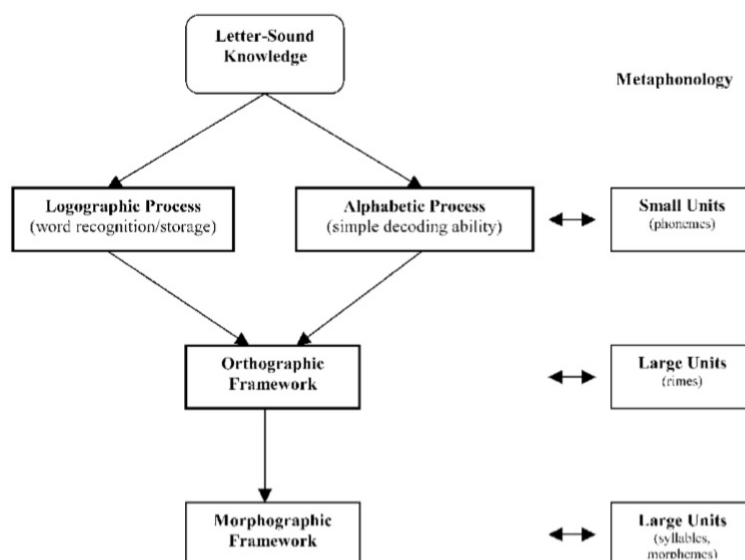 Letter-Sound
Knowledge
Metaphonology
Logographic Process
(word recognition/storage)
Alphabetic Process
(simple decoding ability)
Small Units
(phonemes)
Orthographic
Framework
Large Units
(rimes)
Morphographic
Framework
Large Units
(syllables,
morphemes)